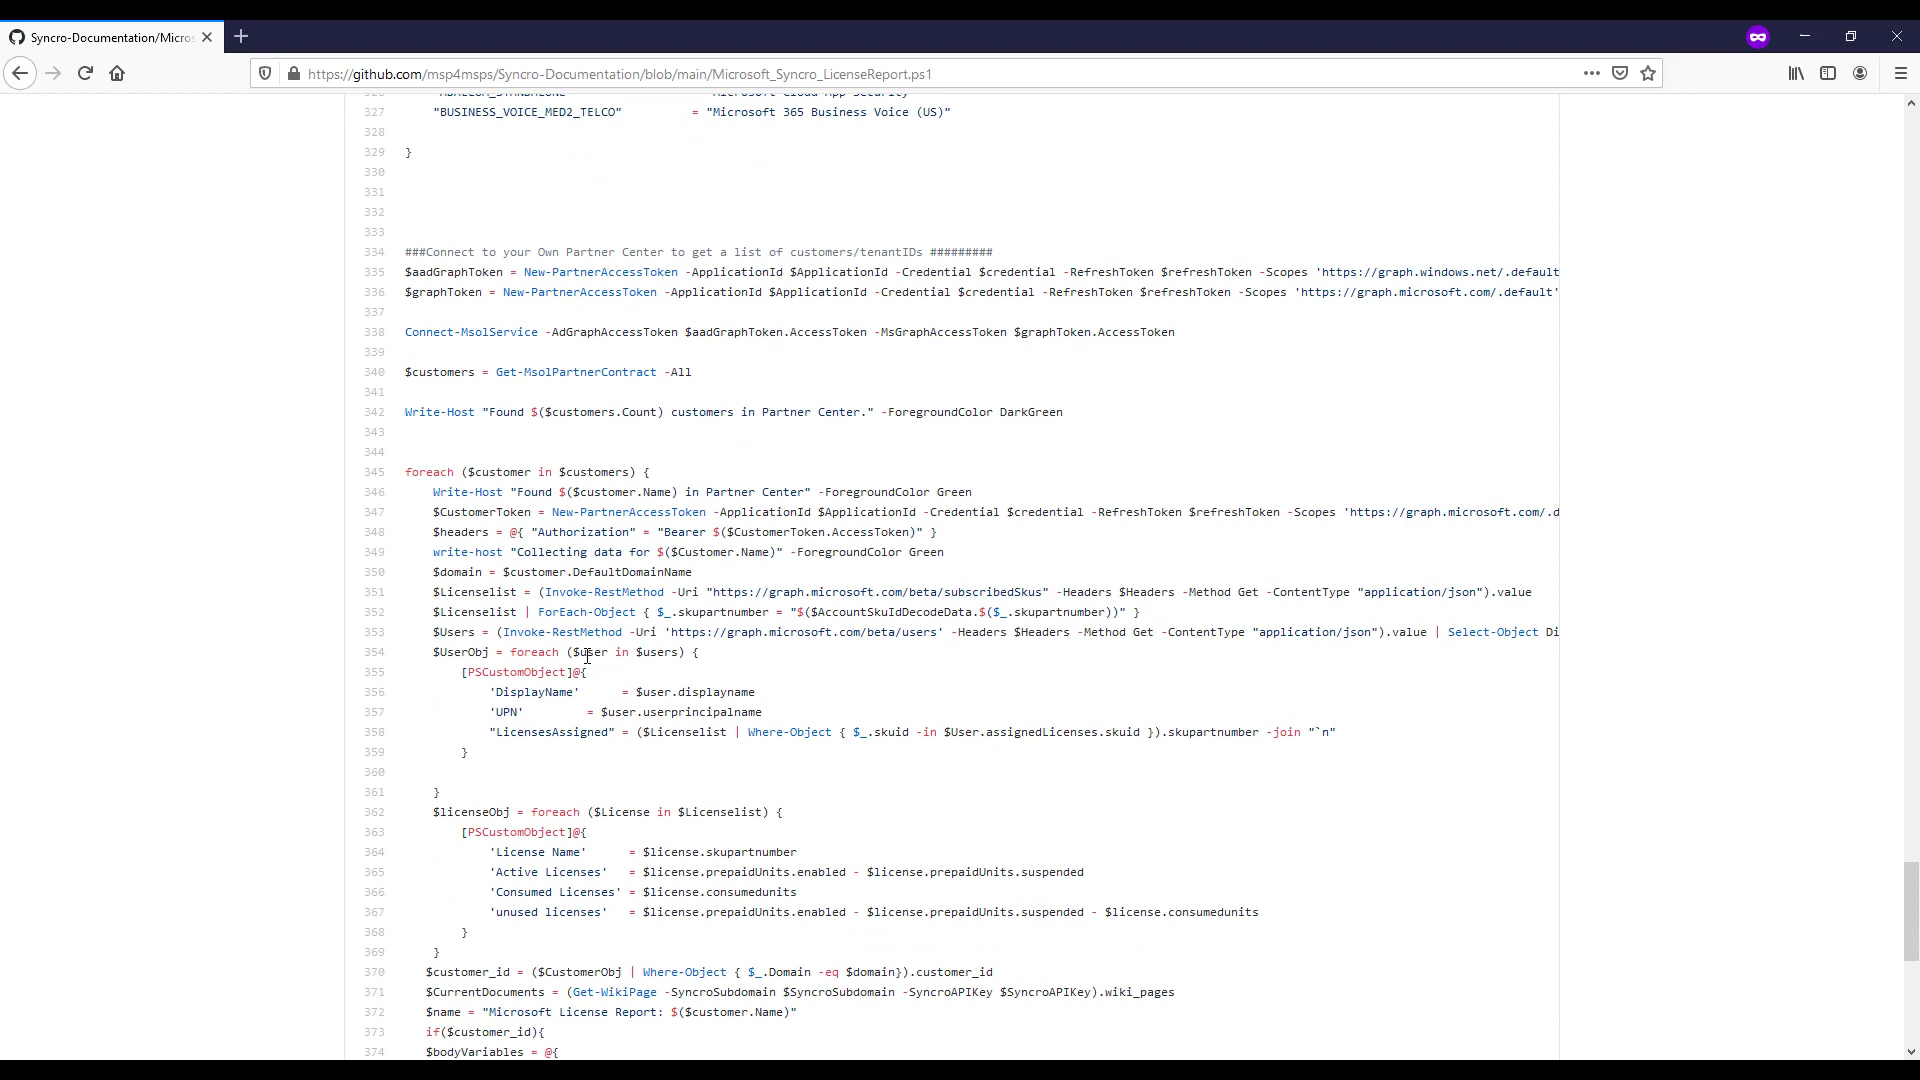 Syncro-Documentation/Micros
https://github.com/msp4msps/Syncro-Documentation/blob/main/Microsoft_Syncro_LicenseReport.ps1
327 "BUSINESS_VOICE_MED2_TELCO" = "Microsoft 365 Business Voice (US)"
328
329 }
330
331
332
333
334 ###Connect to your Own Partner Center to get a list of customers/tenantIDs #########
335 $aadGraphToken = New-PartnerAccessToken -ApplicationId $ApplicationId -Credential $credential -RefreshToken $refreshToken -Scopes 'https://graph.windows.net/.default
336 $graphToken = New-PartnerAccessToken -ApplicationId $ApplicationId -Credential $credential -RefreshToken $refreshToken -Scopes 'https://graph.microsoft.com/.default'
337
338 Connect-MsolService -AdGraphAccessToken $aadGraphToken.AccessToken -MsGraphAccessToken $graphToken.AccessToken
339
340 $customers = Get-MsolPartnerContract -All
341
342 Write-Host "Found $($customers.Count) customers in Partner Center." -ForegroundColor DarkGreen
343
344
345 foreach ($customer in $customers) {
346 Write-Host "Found $($customer.Name) in Partner Center" -ForegroundColor Green
347 $CustomerToken = New-PartnerAccessToken -ApplicationId $ApplicationId -Credential $credential -RefreshToken $refreshToken -Scopes 'https://graph.microsoft.com/.d
348 $headers = @{ "Authorization" = "Bearer $($CustomerToken.AccessToken)" }
349 write-host "Collecting data for $($Customer.Name)" -ForegroundColor Green
350 $domain = $customer.DefaultDomainName
351 $Licenselist = (Invoke-RestMethod -Uri "https://graph.microsoft.com/beta/subscribedSkus" -Headers $Headers -Method Get -ContentType "application/json").value
352 $Licenselist | ForEach-Object { $_.skupartnumber = "$($AccountSkuIdDecodeData.$($_.skupartnumber))" }
353 $Users = (Invoke-RestMethod -Uri 'https://graph.microsoft.com/beta/users' -Headers $Headers -Method Get -ContentType "application/json").value | Select-Object Di
354 $UserObj = foreach ($user in $users) {
355 [PSCustomObject]@{
356 'DisplayName' = $user.displayname
357 'UPN' = $user.userprincipalname
358 "LicensesAssigned" = ($Licenselist | Where-Object { $_.skuid -in $User.assignedLicenses.skuid }).skupartnumber -join "`n"
359 }
360
361 }
362 $licenseObj = foreach ($License in $Licenselist) {
363 [PSCustomObject]@{
364 'License Name' = $license.skupartnumber
365 'Active Licenses' = $license.prepaidUnits.enabled - $license.prepaidUnits.suspended
366 'Consumed Licenses' = $license.consumedunits
367 'unused licenses' = $license.prepaidUnits.enabled - $license.prepaidUnits.suspended - $license.consumedunits
368 }
369 }
370 $customer_id = ($CustomerObj | Where-Object { $_.Domain -eq $domain}).customer_id
371 $CurrentDocuments = (Get-WikiPage -SyncroSubdomain $SyncroSubdomain -SyncroAPIKey $SyncroAPIKey).wiki_pages
372 $name = "Microsoft License Report: $($customer.Name)"
373 if($customer_id){
374 $bodyVariables = @{